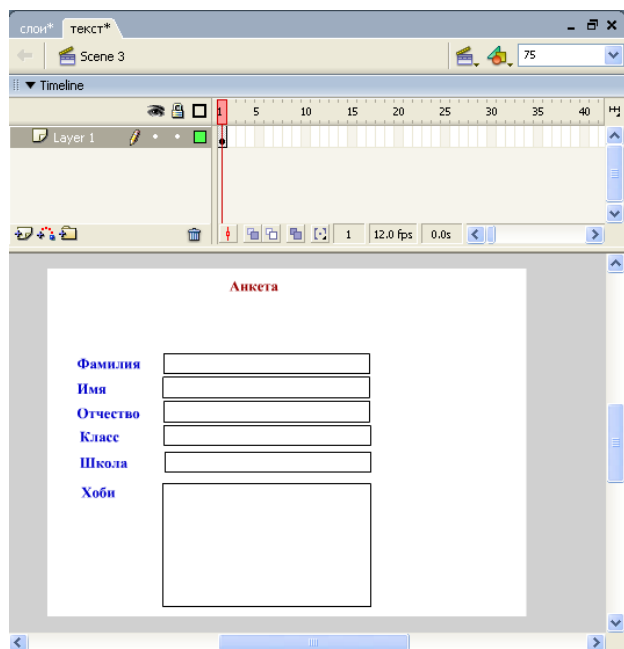 слои* текст*
Scene 3 75
Timeline
1 5 10 15 20 25 30 35 40
Layer 1
1 12.0 fps 0.0s
Анкета
Фамилия
Имя
Отчество
Класс
Школа
Хоби